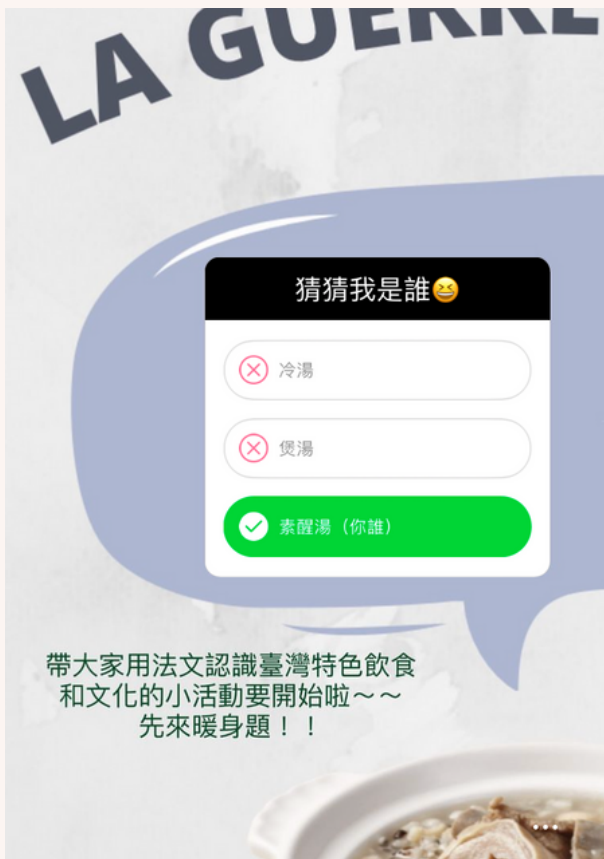 LA GUERRE
猜猜我是誰😆
冷湯
煲湯
素醒湯（你誰）
帶大家用法文認識臺灣特色飲食
和文化的小活動要開始啦～～
先來暖身題！！